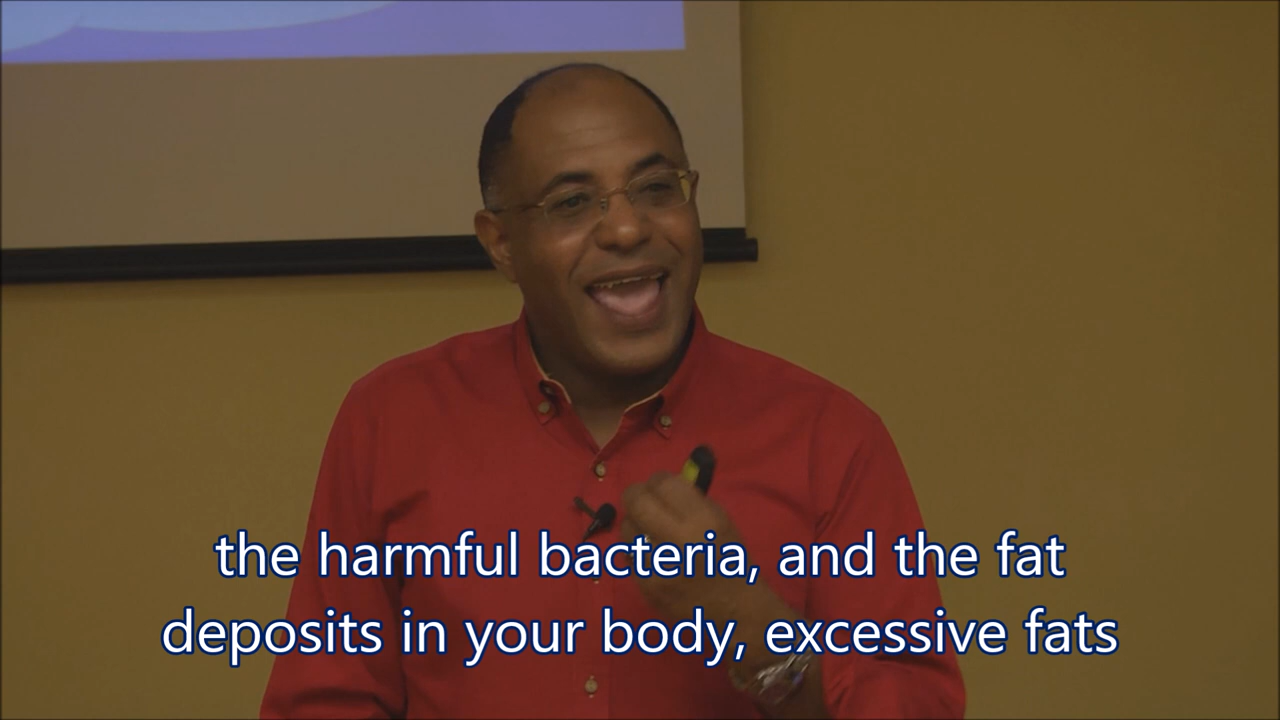 the harmful bacteria, and the fat
deposits in your body, excessive fats